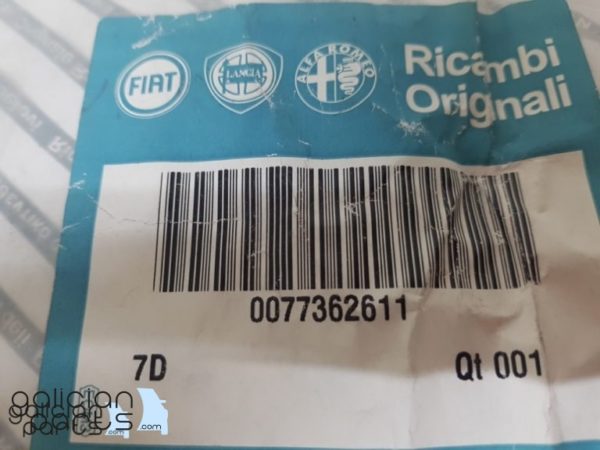 FIAT
LANCIA
ALFA ROMEO
Ricambi
Originali
0077362611
7D
Qt 001
galician
parts
.com